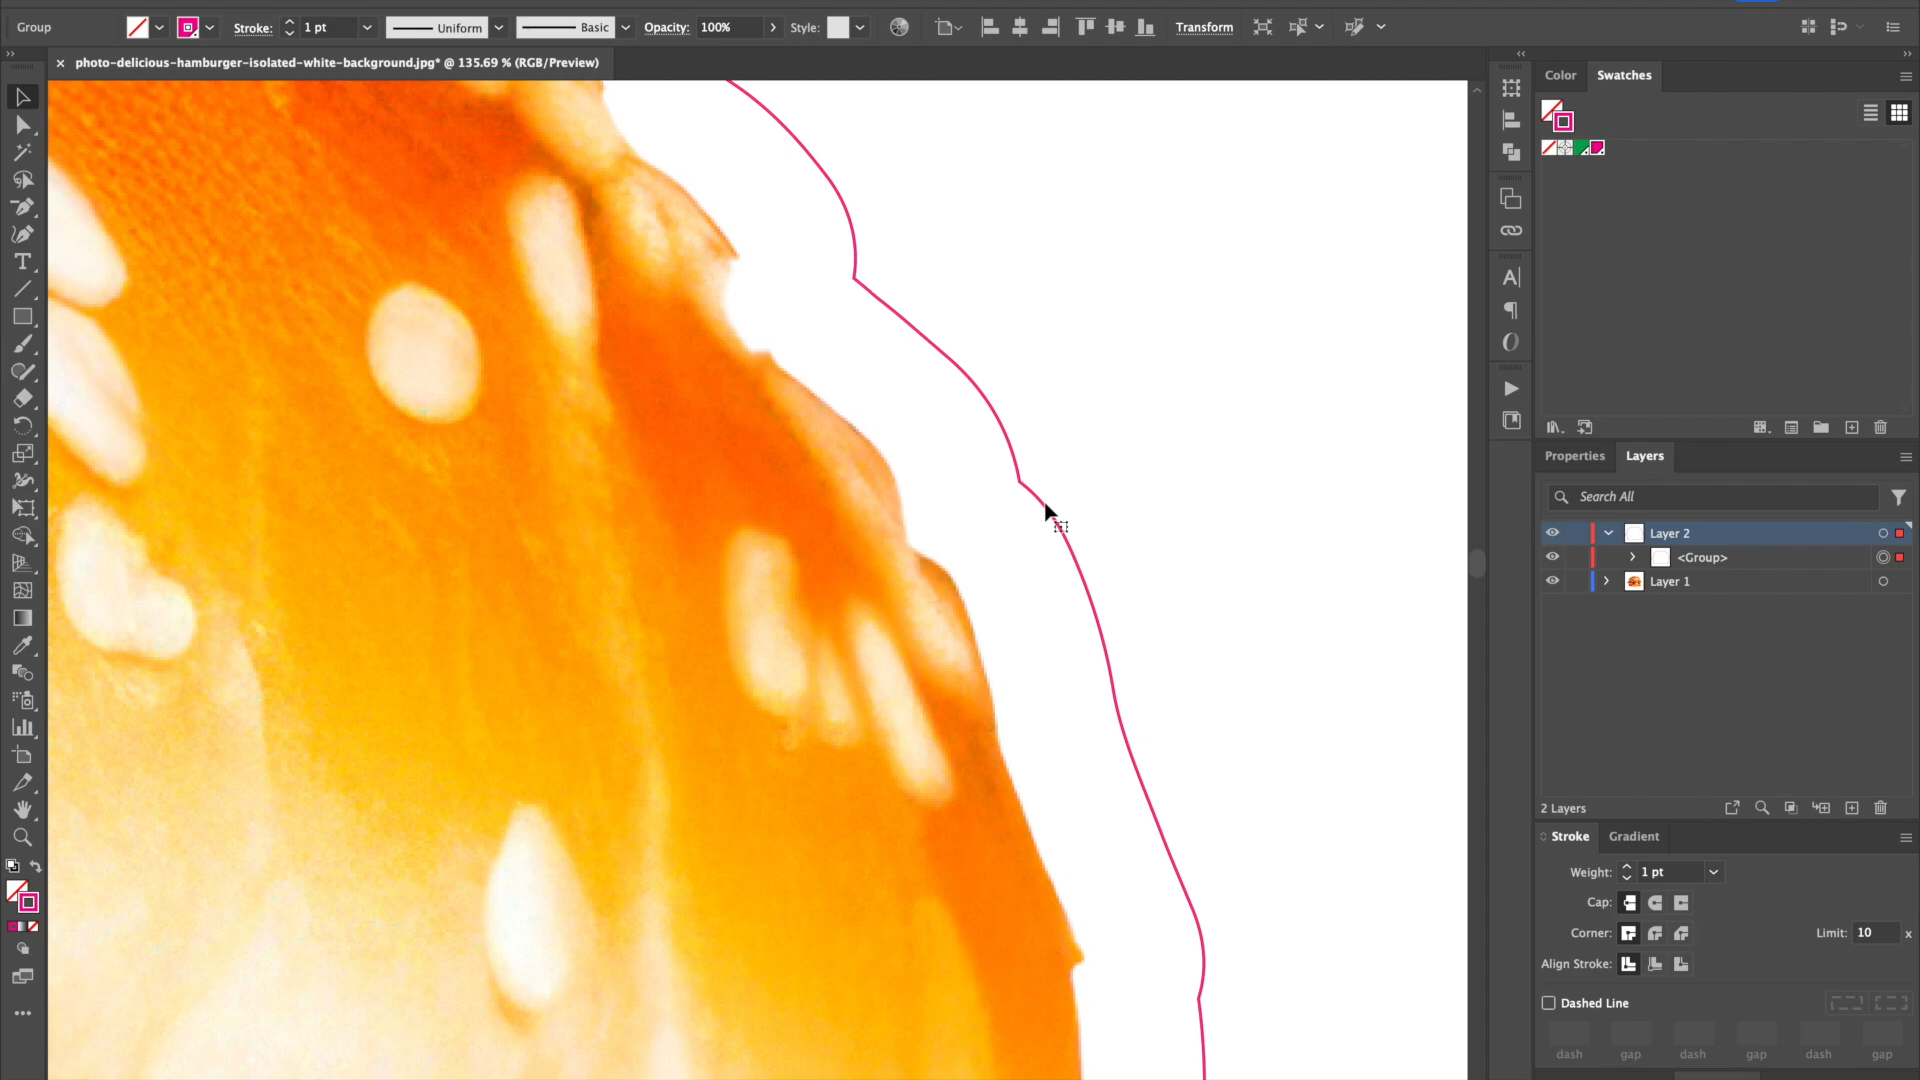 Group
Stroke:
1 pt
Uniform
Basic
Opacity:
100%
Style:
Transform
photo-delicious-hamburger-isolated-white-background.jpg* @ 135.69 % (RGB/Preview)
Color
Swatches
Properties
Layers
Search All
Layer 2
<Group>
Layer 1
2 Layers
Stroke
Gradient
Weight:
1 pt
Cap:
Corner:
Limit:
10
x
Align Stroke:
Dashed Line
dash
gap
dash
gap
dash
gap